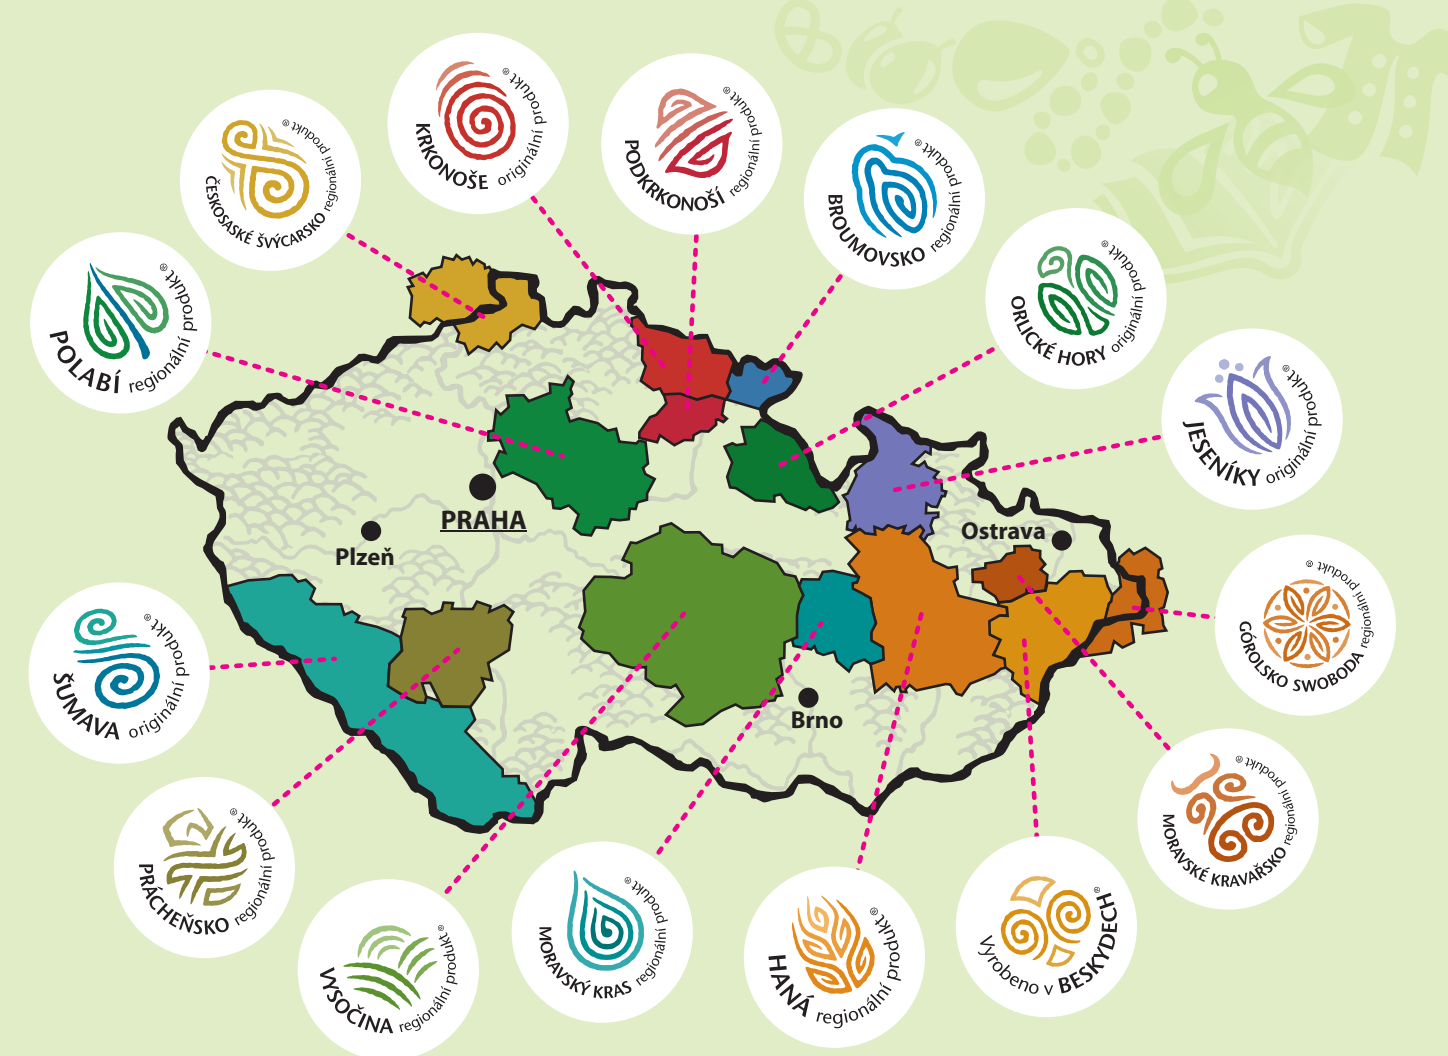 KRKONOŠE originální produkt®
PODKRKONOŠÍ regionální produkt®
ČESKOSASKÉ ŠVÝCARSKO regionální produkt®
BROUMOVSKO regionální produkt®
POLABÍ regionální produkt®
ORLICKÉ HORY originální produkt®
JESENÍKY originální produkt®
PRAHA
Plzeň
Ostrava
Brno
ŠUMAVA originální produkt®
GÓROLSKO SWOBODA regionální produkt®
PRÁCHEŇSKO regionální produkt®
MORAVSKÉ KRAVAŘSKO regionální produkt®
VYSOČINA regionální produkt®
MORAVSKÝ KRAS regionální produkt®
HANÁ regionální produkt®
Vyrobeno v BESKYDECH®